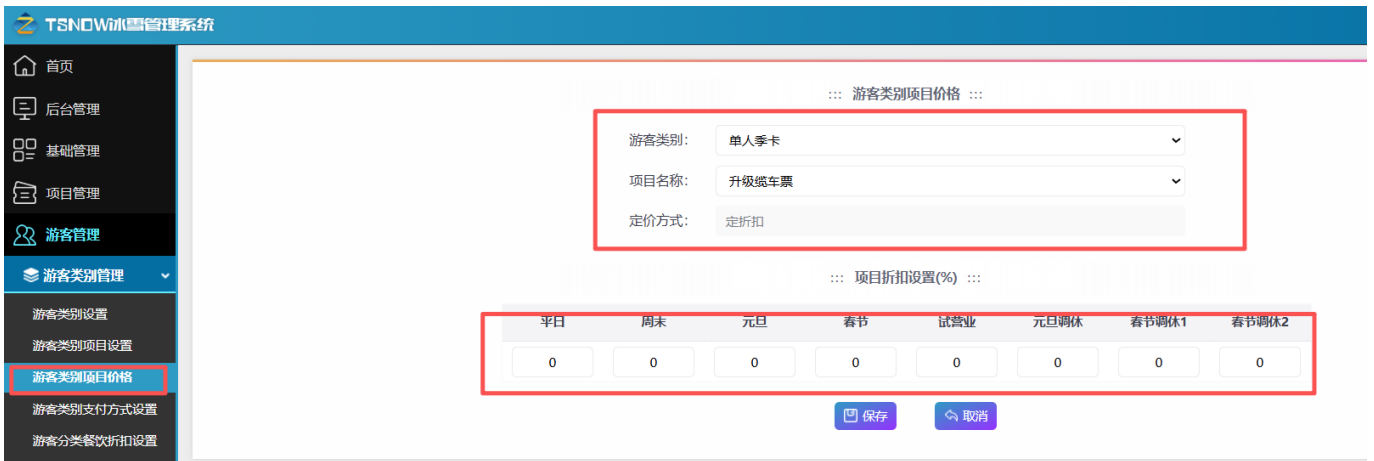 TSNOW冰雪管理系统
首页
后台管理
基础管理
项目管理
游客管理
游客类别管理
游客类别设置
游客类别项目设置
游客类别项目价格
游客类别支付方式设置
游客分类餐饮折扣设置
::: 游客类别项目价格 :::
游客类别: 单人季卡
项目名称: 升级缆车票
定价方式: 定折扣
::: 项目折扣设置(%) :::
平日 周末 元旦 春节 试营业 元旦调休 春节调休1 春节调休2
0 0 0 0 0 0 0 0
保存 取消